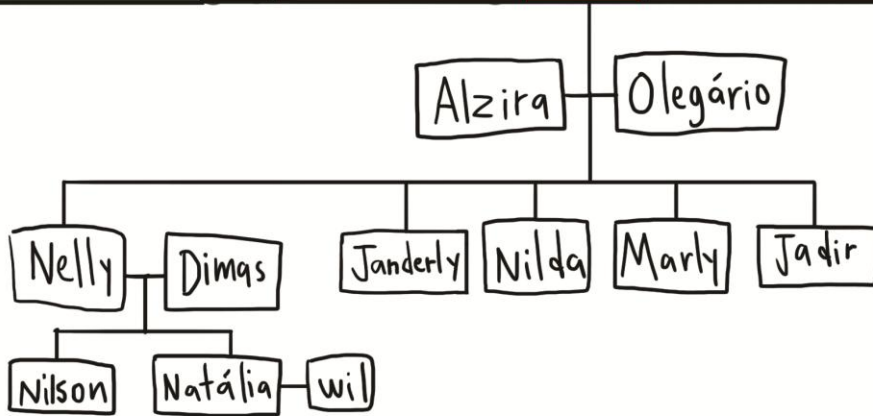 Alzira Olegário
Nelly Dimas Janderly Nilda Marly Jadir
Nilson Natália wil